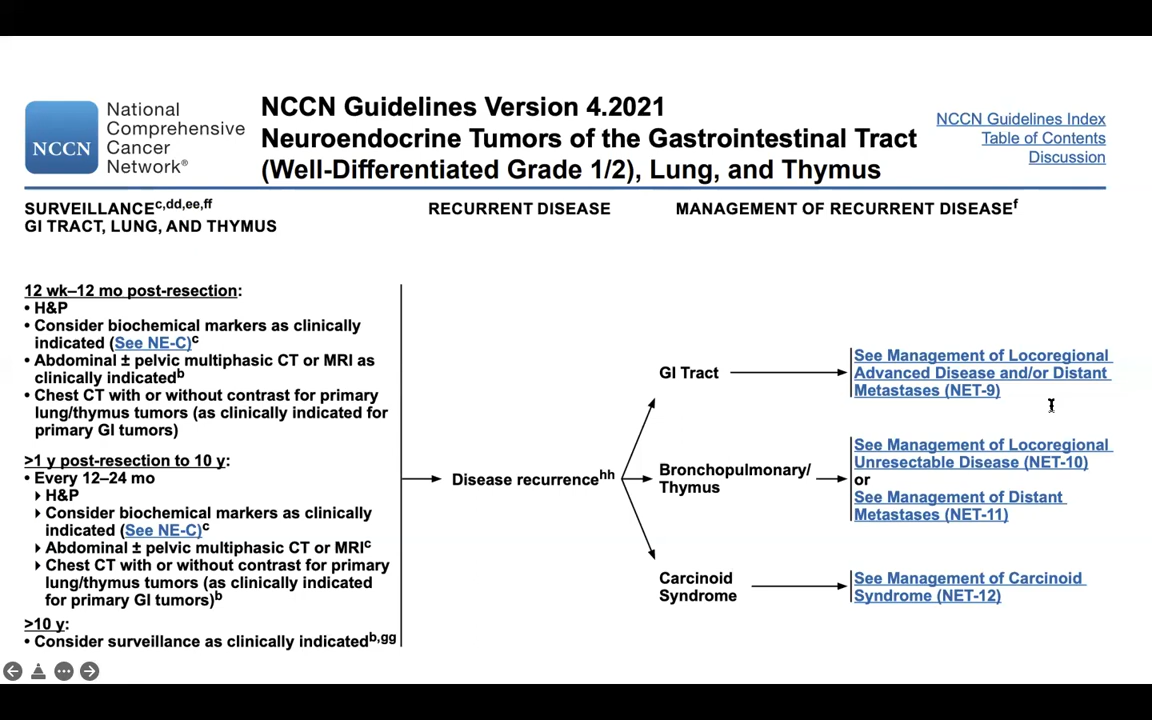 NCCN
National
Comprehensive
Cancer
Network®
NCCN Guidelines Version 4.2021
Neuroendocrine Tumors of the Gastrointestinal Tract
(Well-Differentiated Grade 1/2), Lung, and Thymus
NCCN Guidelines Index
Table of Contents
Discussion
SURVEILLANCEc,dd,ee,ff
GI TRACT, LUNG, AND THYMUS
RECURRENT DISEASE
MANAGEMENT OF RECURRENT DISEASEf
12 wk–12 mo post-resection:
• H&P
• Consider biochemical markers as clinically
indicated (See NE-C)c
• Abdominal ± pelvic multiphasic CT or MRI as
clinically indicatedb
• Chest CT with or without contrast for primary
lung/thymus tumors (as clinically indicated for
primary GI tumors)
>1 y post-resection to 10 y:
• Every 12–24 mo
H&P
Consider biochemical markers as clinically
indicated (See NE-C)c
Abdominal ± pelvic multiphasic CT or MRIc
Chest CT with or without contrast for primary
lung/thymus tumors (as clinically indicated
for primary GI tumors)b
>10 y:
• Consider surveillance as clinically indicatedb,gg
Disease recurrencehh
GI Tract
See Management of Locoregional
Advanced Disease and/or Distant
Metastases (NET-9)
Bronchopulmonary/
Thymus
See Management of Locoregional
Unresectable Disease (NET-10)
or
See Management of Distant
Metastases (NET-11)
Carcinoid
Syndrome
See Management of Carcinoid
Syndrome (NET-12)